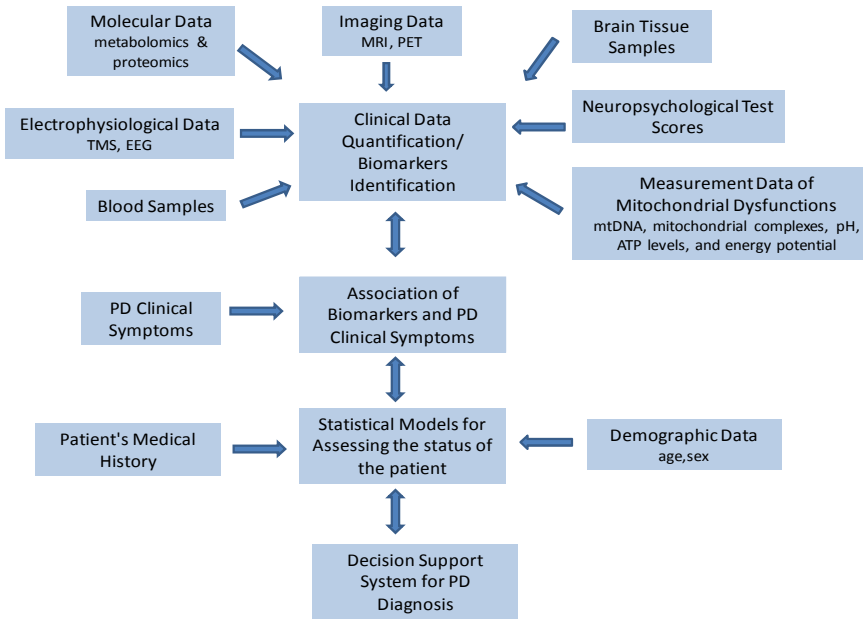 Molecular Data
metabolomics &
proteomics
Imaging Data
MRI, PET
Brain Tissue
Samples
Electrophysiological Data
TMS, EEG
Clinical Data
Quantification/
Biomarkers
Identification
Neuropsychological Test
Scores
Blood Samples
Measurement Data of
Mitochondrial Dysfunctions
mtDNA, mitochondrial complexes, pH,
ATP levels, and energy potential
PD Clinical
Symptoms
Association of
Biomarkers and PD
Clinical Symptoms
Patient's Medical
History
Statistical Models for
Assessing the status of
the patient
Demographic Data
age,sex
Decision Support
System for PD
Diagnosis